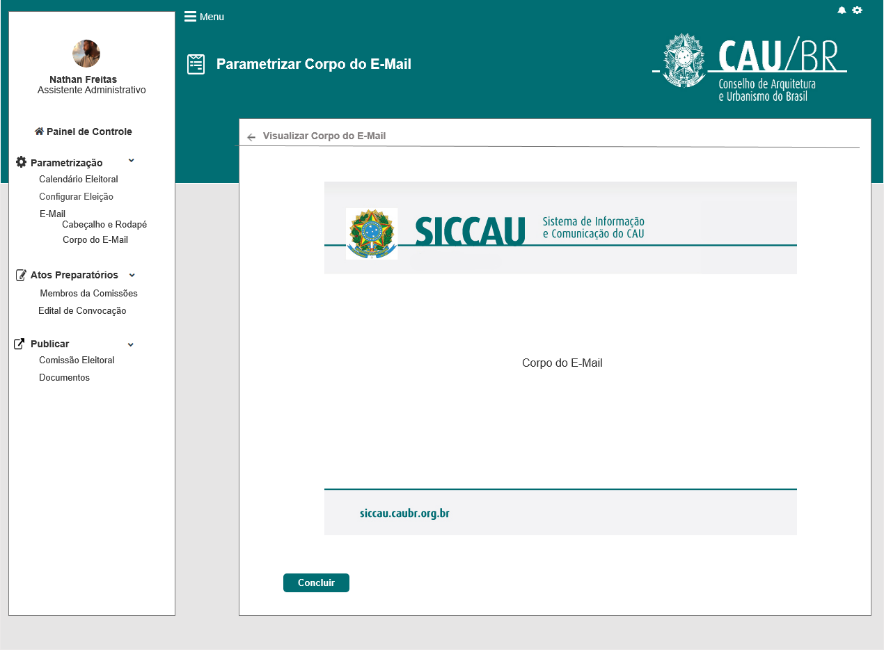 Menu
Parametrizar Corpo do E-Mail
CAU/BR
Conselho de Arquitetura
e Urbanismo do Brasil
Nathan Freitas
Assistente Administrativo
Painel de Controle
Parametrização
Calendário Eleitoral
Configurar Eleição
E-Mail
Cabeçalho e Rodapé
Corpo do E-Mail
Atos Preparatórios
Membros da Comissões
Edital de Convocação
Publicar
Comissão Eleitoral
Documentos
Visualizar Corpo do E-Mail
SICCAU
Sistema de Informação
e Comunicação do CAU
Corpo do E-Mail
siccau.caubr.org.br
Concluir